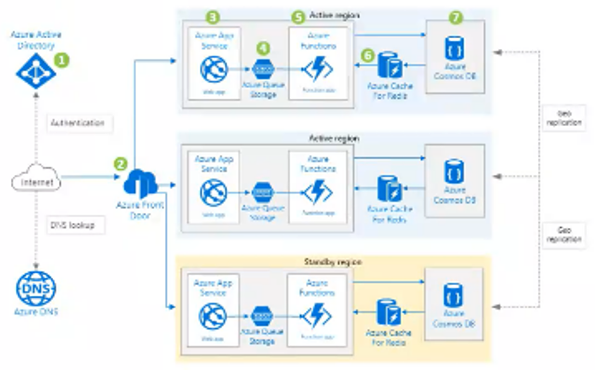 Azure Active
Directory
1
Authentication
Internet
DNS lookup
DNS
Azure DNS
2
Azure Front
Door
Active region
3
Azure App
Service
Web app
4
Azure Queue
Storage
5
Azure
Functions
Function app
6
Azure Cache
For Redis
7
Azure
Cosmos DB
Active region
Azure App
Service
Web app
Azure Queue
Storage
Azure
Functions
Function app
Azure Cache
For Redis
Azure
Cosmos DB
Standby region
Azure App
Service
Web app
Azure Queue
Storage
Azure
Functions
Function app
Azure Cache
For Redis
Azure
Cosmos DB
Geo
replication
Geo
replication